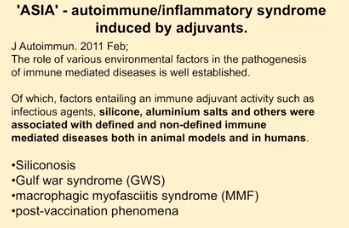 'ASIA' - autoimmune/inflammatory syndrome
induced by adjuvants.
J Autoimmun. 2011 Feb;
The role of various environmental factors in the pathogenesis
of immune mediated diseases is well established.
Of which, factors entailing an immune adjuvant activity such as
infectious agents, silicone, aluminium salts and others were
associated with defined and non-defined immune
mediated diseases both in animal models and in humans.
•Siliconosis
•Gulf war syndrome (GWS)
•macrophagic myofasciitis syndrome (MMF)
•post-vaccination phenomena